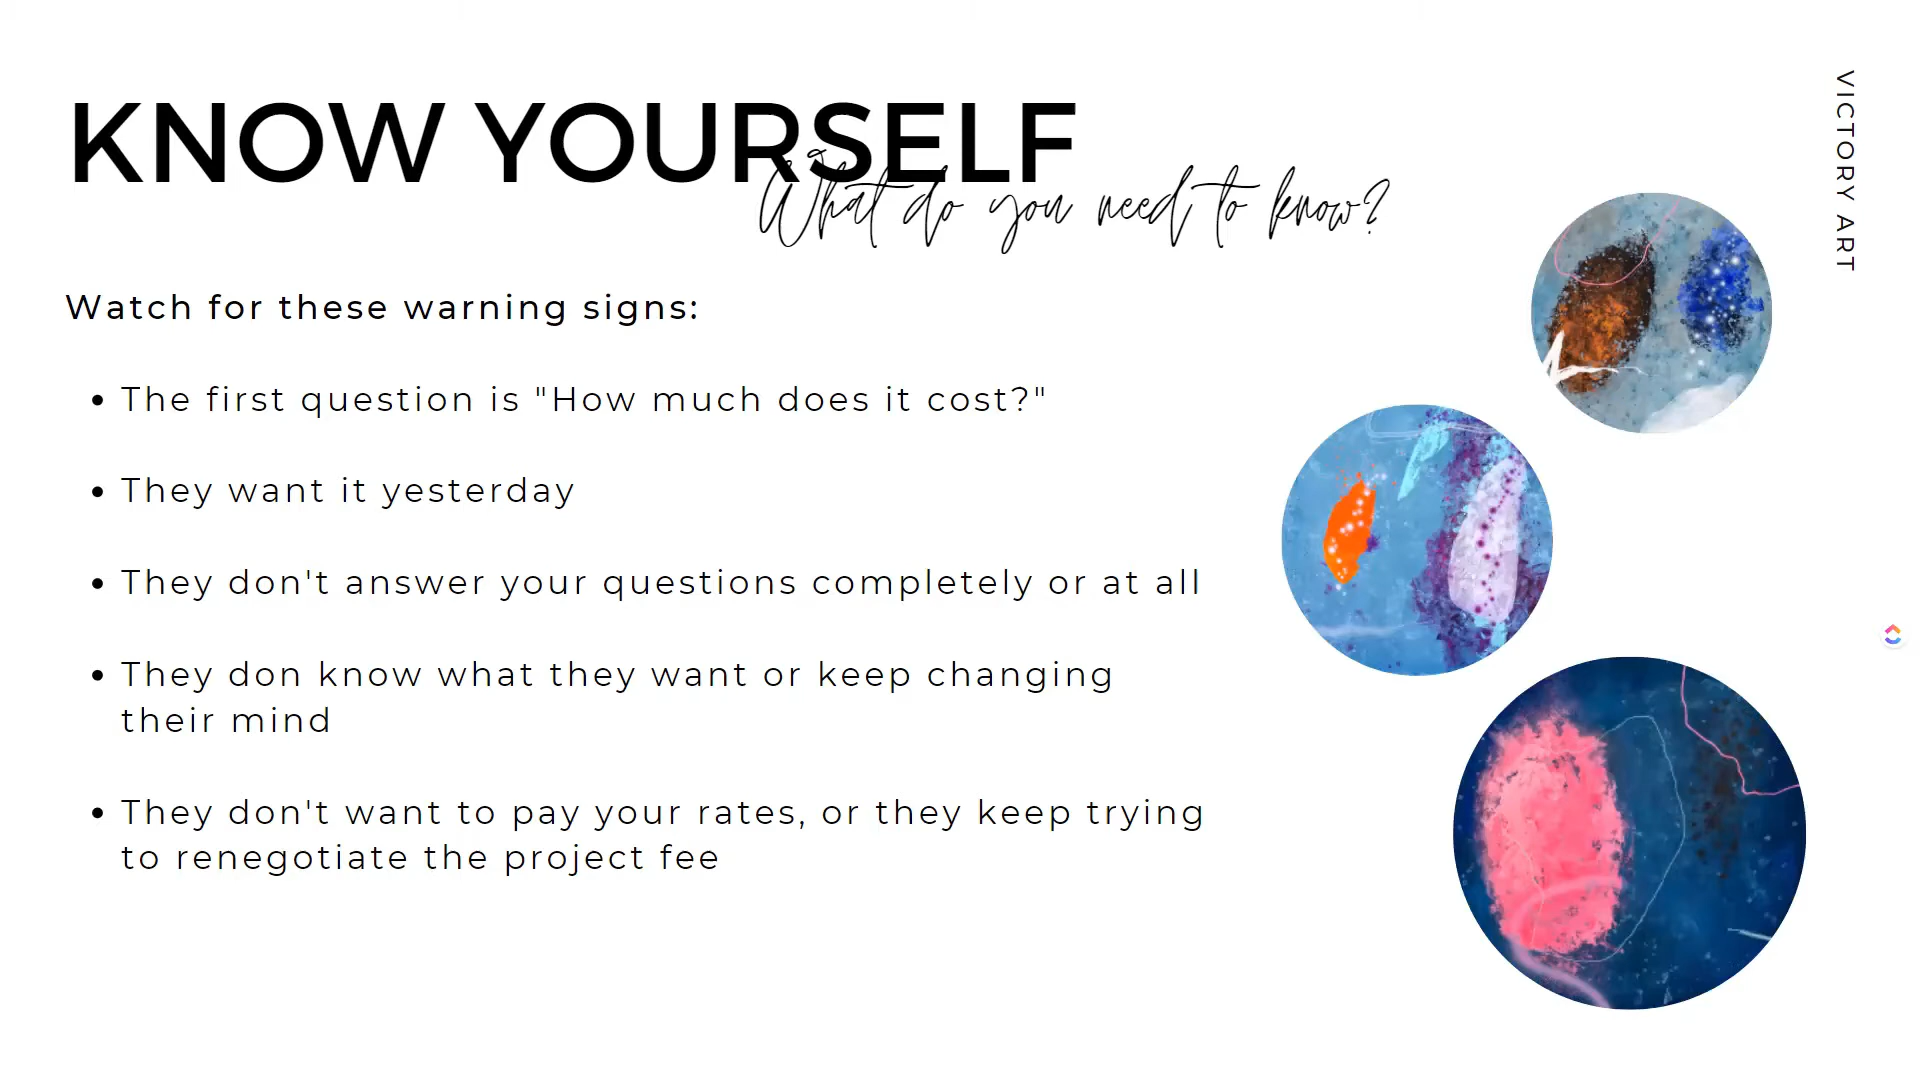 KNOW YOURSELF
What do you need to know?
VICTORY ART
Watch for these warning signs:
• The first question is "How much does it cost?"
• They want it yesterday
• They don't answer your questions completely or at all
• They don know what they want or keep changing
their mind
• They don't want to pay your rates, or they keep trying
to renegotiate the project fee